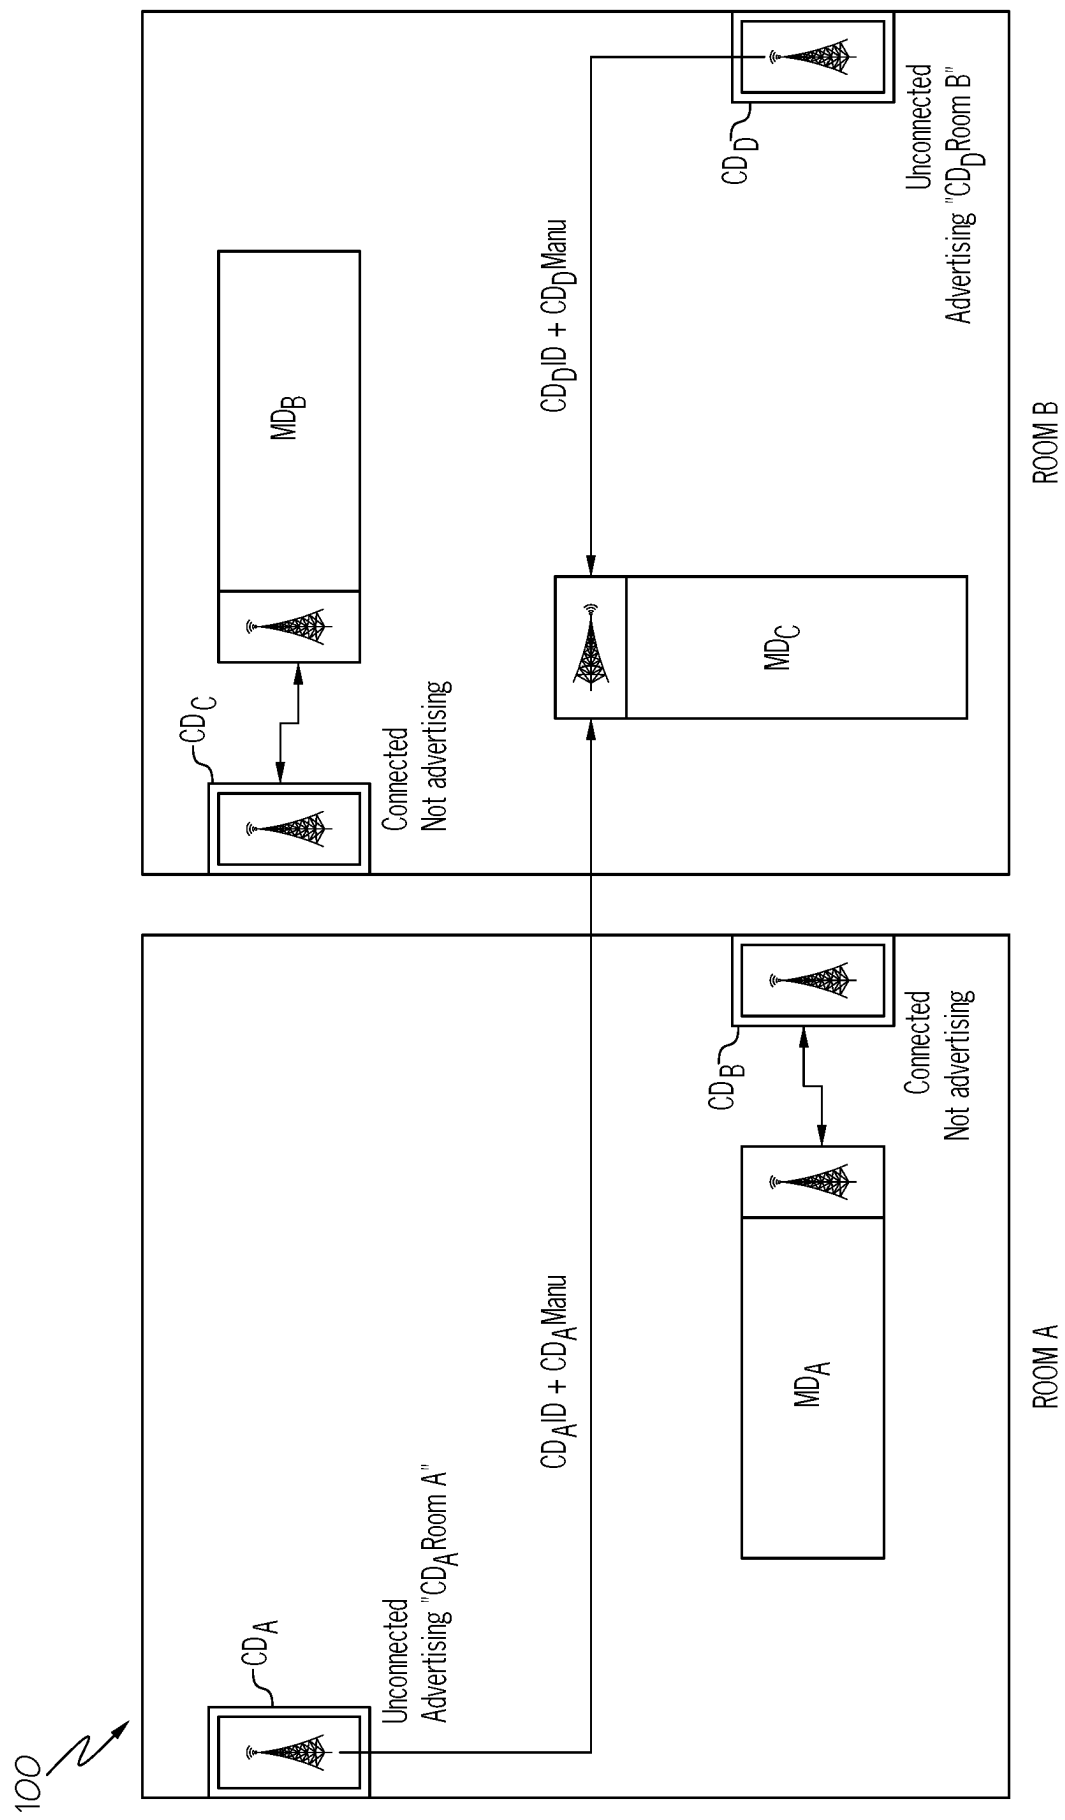 100
CD_A
Unconnected
Advertising "CD_A Room A"
CD_A ID + CD_A Manu
MD_A
CD_B
Connected
Not advertising
ROOM A
CD_C
Connected
Not advertising
MD_B
CD_D ID + CD_D Manu
MD_C
CD_D
Unconnected
Advertising "CD_D Room B"
ROOM B